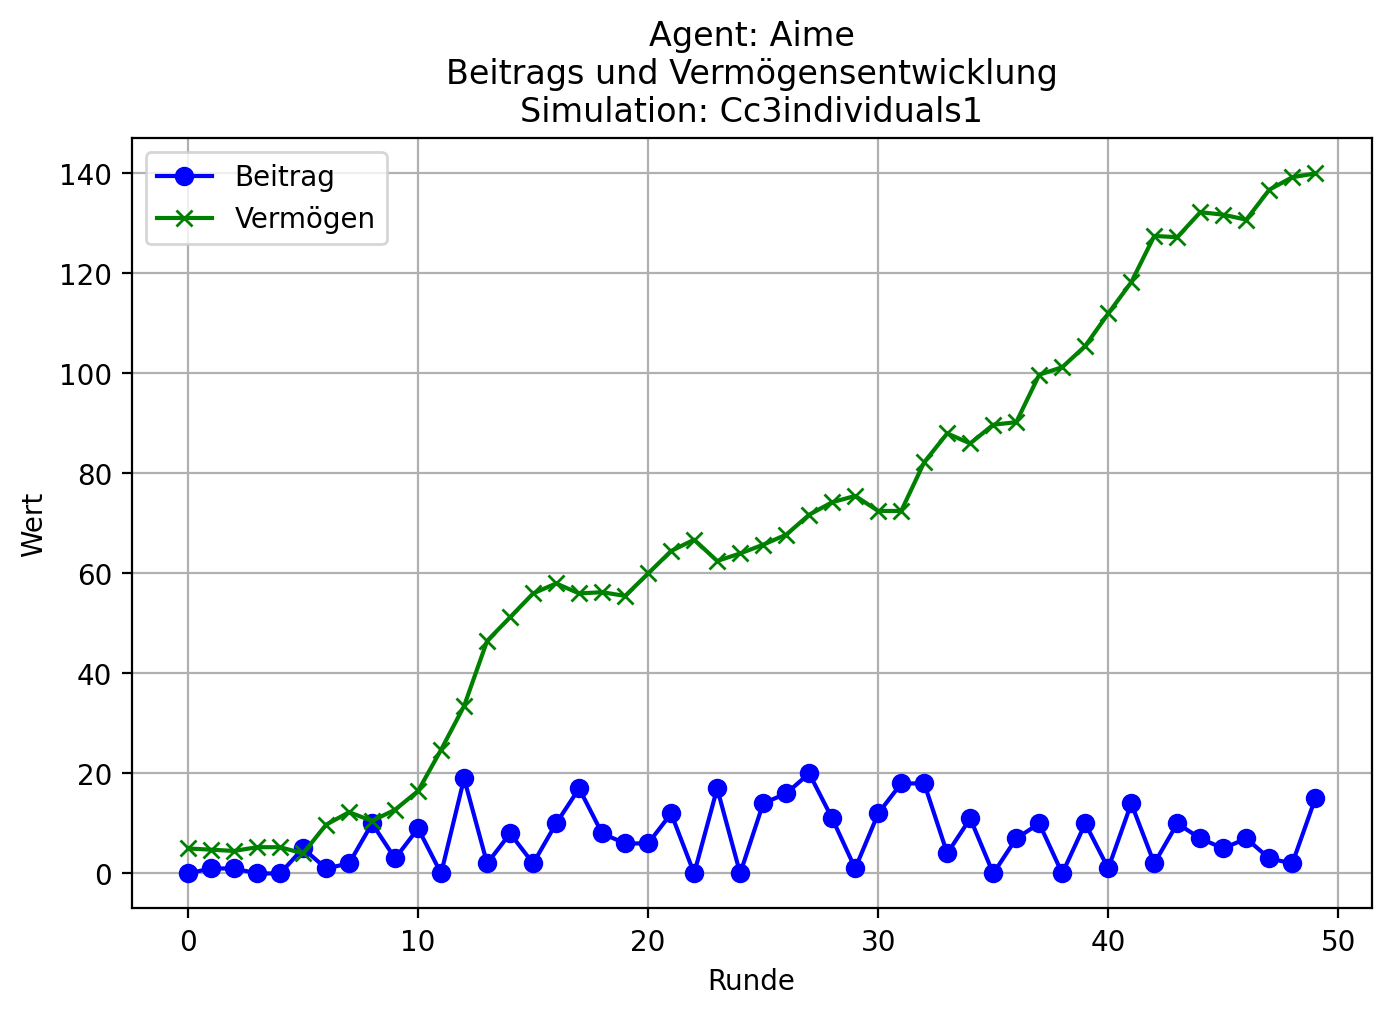 Agent: Aime
Beitrags und Vermögensentwicklung
Simulation: Cc3individuals1
Beitrag
Vermögen
140
120
100
80
60
40
20
0
Wert
0 10 20 30 40 50
Runde